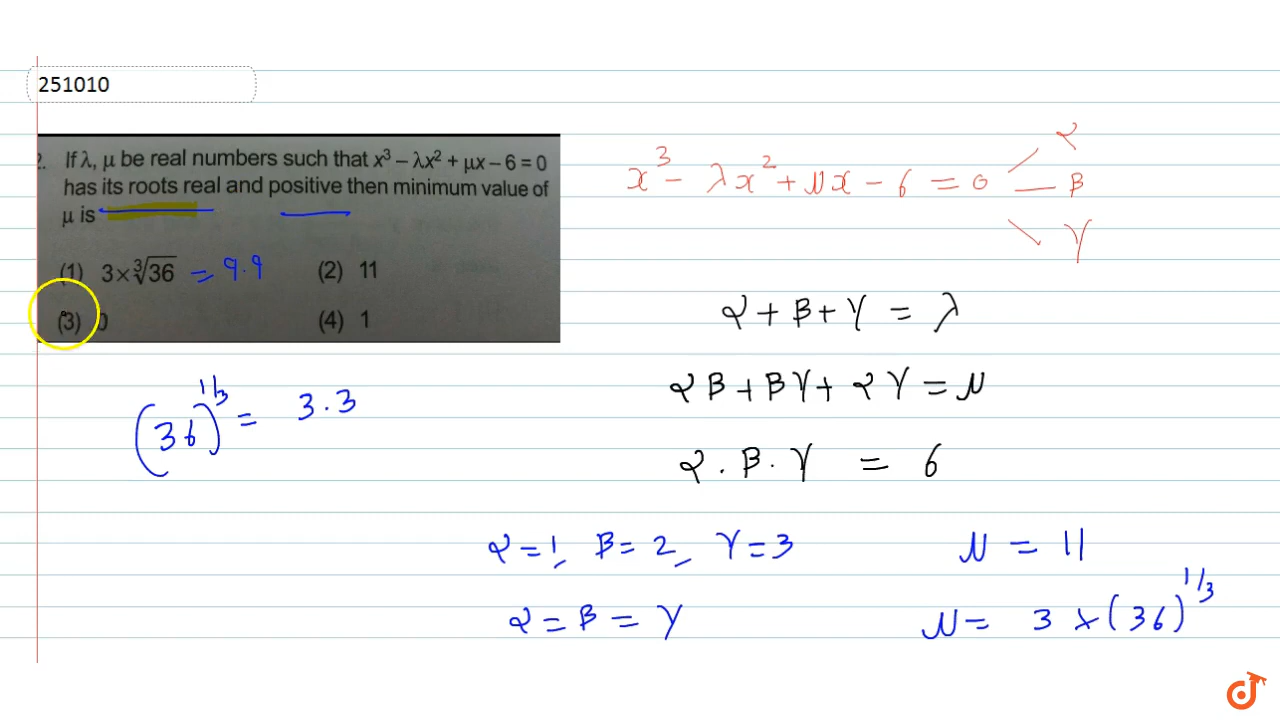 251010
2. If λ, μ be real numbers such that x³ – λx² + μx – 6 = 0
has its roots real and positive then minimum value of
μ is
(1) 3×∛36 = 9.9 (2) 11
(3) 0 (4) 1
x³ – λx² + μx – 6 = 0
α
β
γ
α + β + γ = λ
αβ + βγ + αγ = μ
α . β . γ = 6
(36)^1/3 = 3.3
α = 1, β = 2, γ = 3 μ = 11
α = β = γ μ = 3 × (36)^1/3